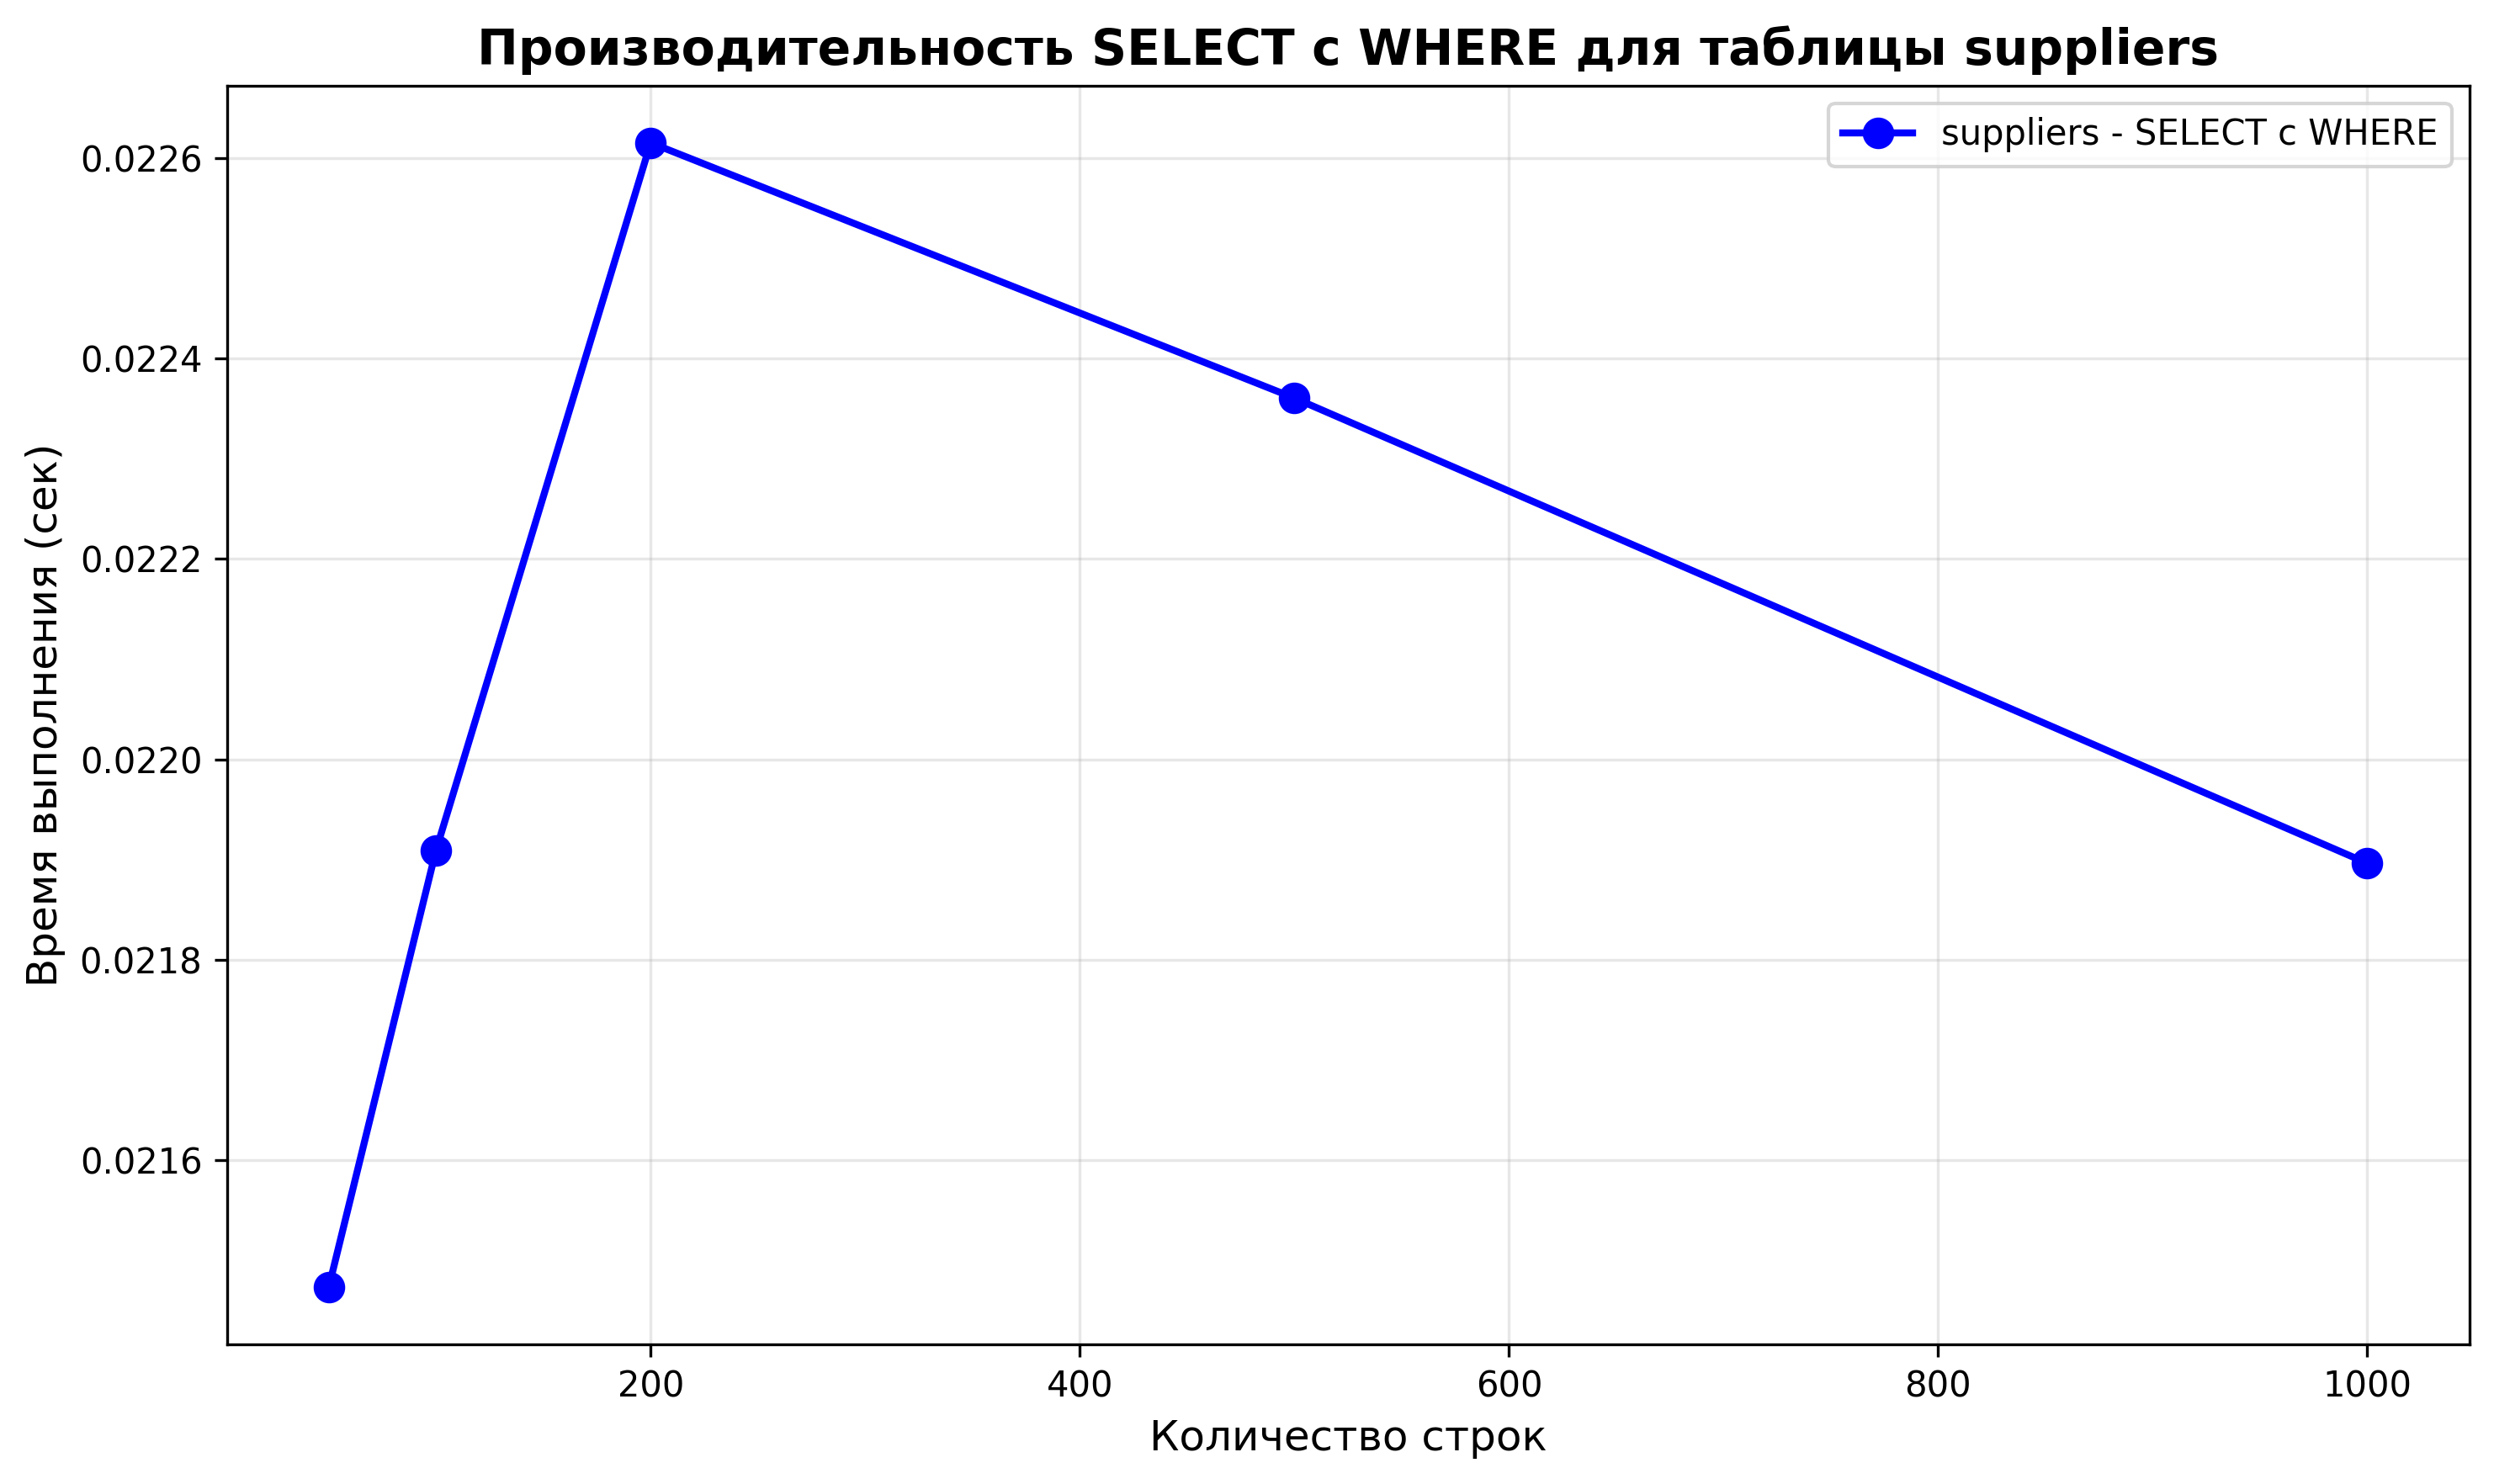 Производительность SELECT с WHERE для таблицы suppliers
suppliers - SELECT с WHERE
Время выполнения (сек)
0.0226
0.0224
0.0222
0.0220
0.0218
0.0216
200
400
600
800
1000
Количество строк